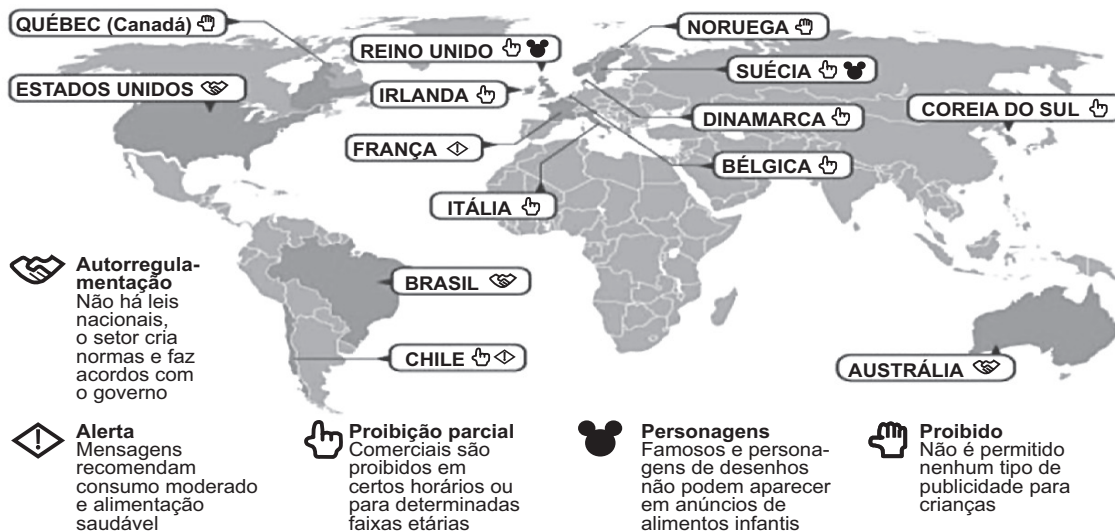 QUÉBEC (Canadá)
REINO UNIDO
NORUEGA
SUÉCIA
ESTADOS UNIDOS
IRLANDA
DINAMARCA
COREIA DO SUL
FRANÇA
BÉLGICA
ITÁLIA
BRASIL
CHILE
AUSTRÁLIA
Autorregula-
mentação
Não há leis
nacionais,
o setor cria
normas e faz
acordos com
o governo
Alerta
Mensagens
recomendam
consumo moderado
e alimentação
saudável
Proibição parcial
Comerciais são
proibidos em
certos horários ou
para determinadas
faixas etárias
Personagens
Famosos e persona-
gens de desenhos
não podem aparecer
em anúncios de
alimentos infantis
Proibido
Não é permitido
nenhum tipo de
publicidade para
crianças